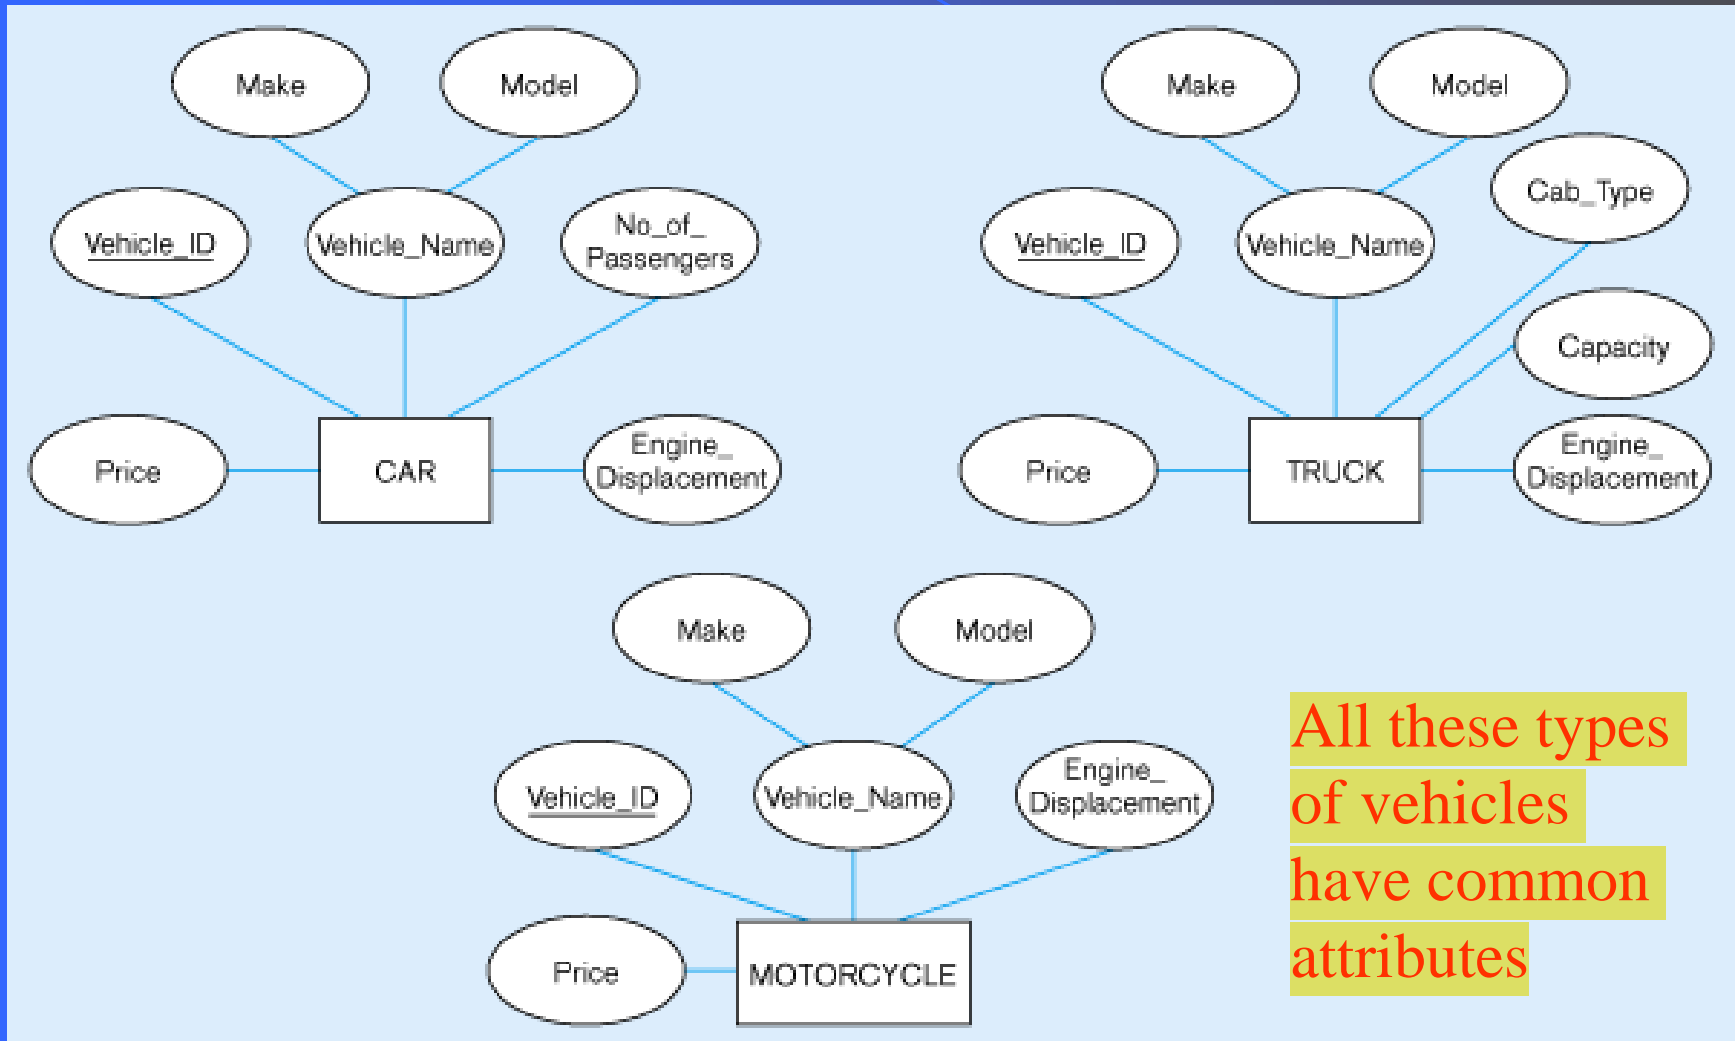 Make
Model
Vehicle_ID
Vehicle_Name
No_of_
Passengers
Price
CAR
Engine_
Displacement
Make
Model
Cab_Type
Vehicle_ID
Vehicle_Name
Capacity
Price
TRUCK
Engine_
Displacement
Make
Model
Vehicle_ID
Vehicle_Name
Engine_
Displacement
Price
MOTORCYCLE
All these types
of vehicles
have common
attributes